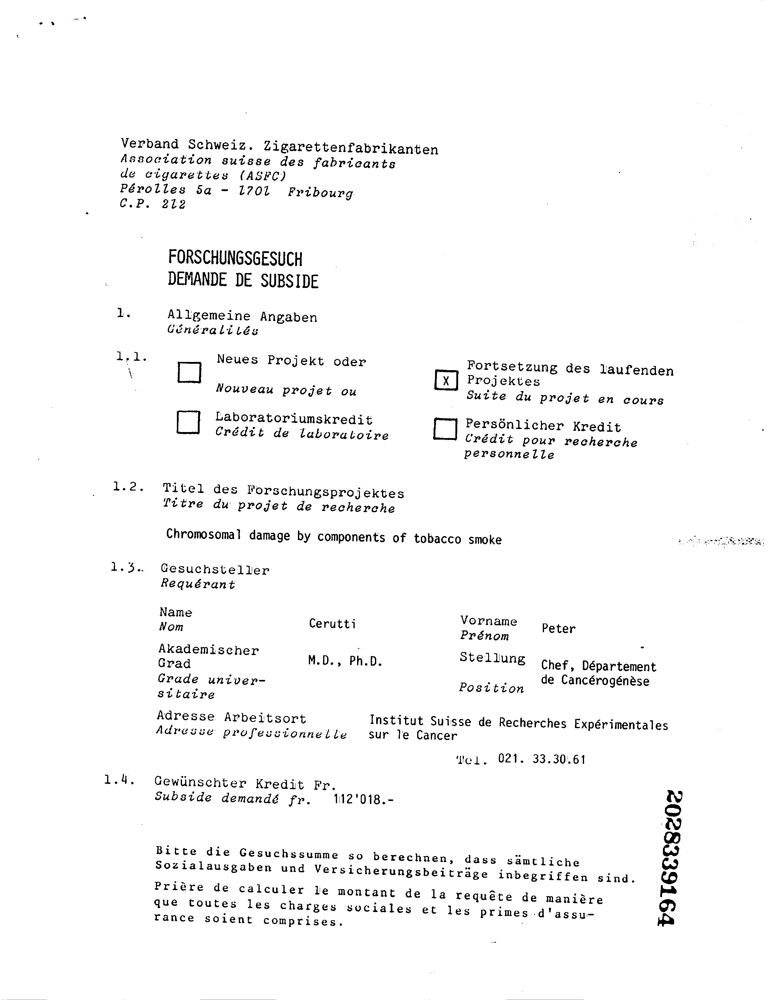 Verband Schweiz. Zigarettenfabrikanten
Association suisse des fabricants
de cigarettes (ASFC)
Pérolles 5a - 1701 Fribourg
C.P. 212
FORSCHUNGSGESUCH
DEMANDE DE SUBSIDE
1. Allgemeine Angaben
Généralités
1.1. Neues Projekt oder
Nouveau projet ou
X Fortsetzung des laufenden
Projektes
Suite du projet en cours
Laboratoriumskredit
Crédit de laboratoire
Persönlicher Kredit
Crédit pour recherche
personnelle
1.2. Titel des Forschungsprojektes
Titre du projet de recherche
Chromosomal damage by components of tobacco smoke
1.3. Gesuchsteller
Requérant
Name
Nom
Cerutti
Vorname
Prénom
Peter
Akademischer
Grad
Grade univer-
sitaire
M.D., Ph.D.
Stellung
Position
Chef, Département
de Cancérogénèse
Adresse Arbeitsort
Adresse professionnelle
Institut Suisse de Recherches Expérimentales
sur le Cancer
Tel. 021. 33.30.61
1.4. Gewünschter Kredit Fr.
Subside demandé fr. 112'018.-
Bitte die Gesuchssumme so berechnen, dass sämtliche
Sozialausgaben und Versicherungsbeiträge inbegriffen sind.
Prière de calculer le montant de la requête de manière
que toutes les charges sociales et les primes d'assu-
rance soient comprises.
2028339164